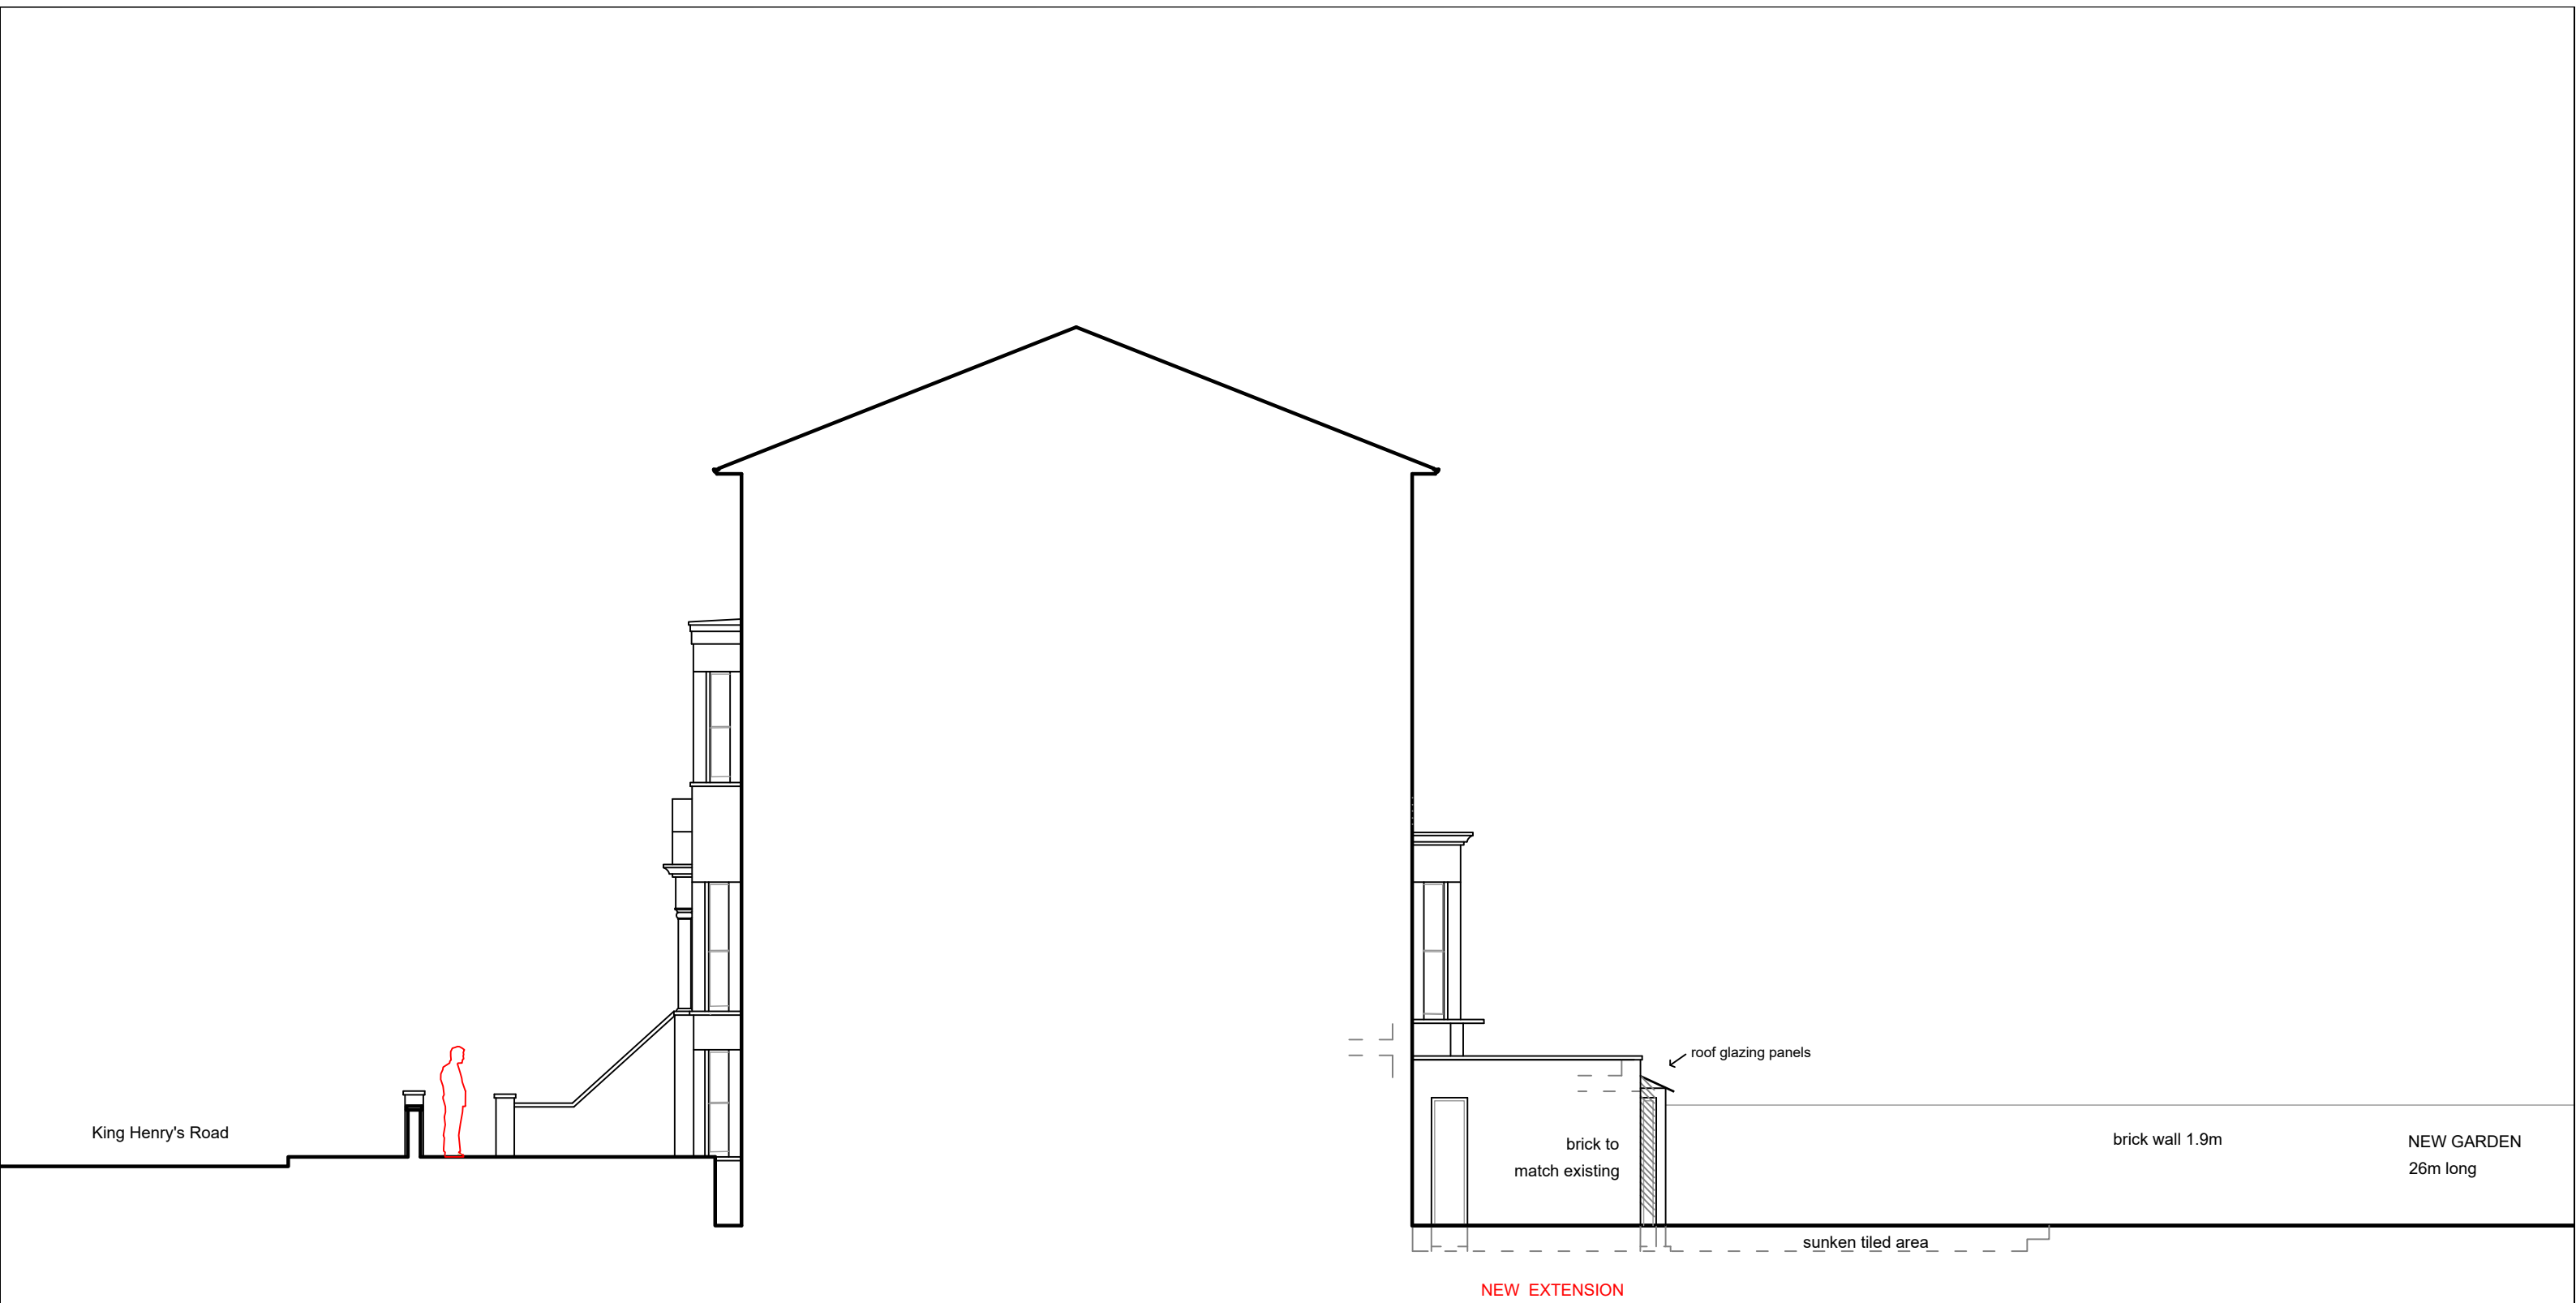 roof glazing panels
King Henry's Road
brick to
match existing
brick wall 1.9m
NEW GARDEN
26m long
sunken tiled area
NEW EXTENSION